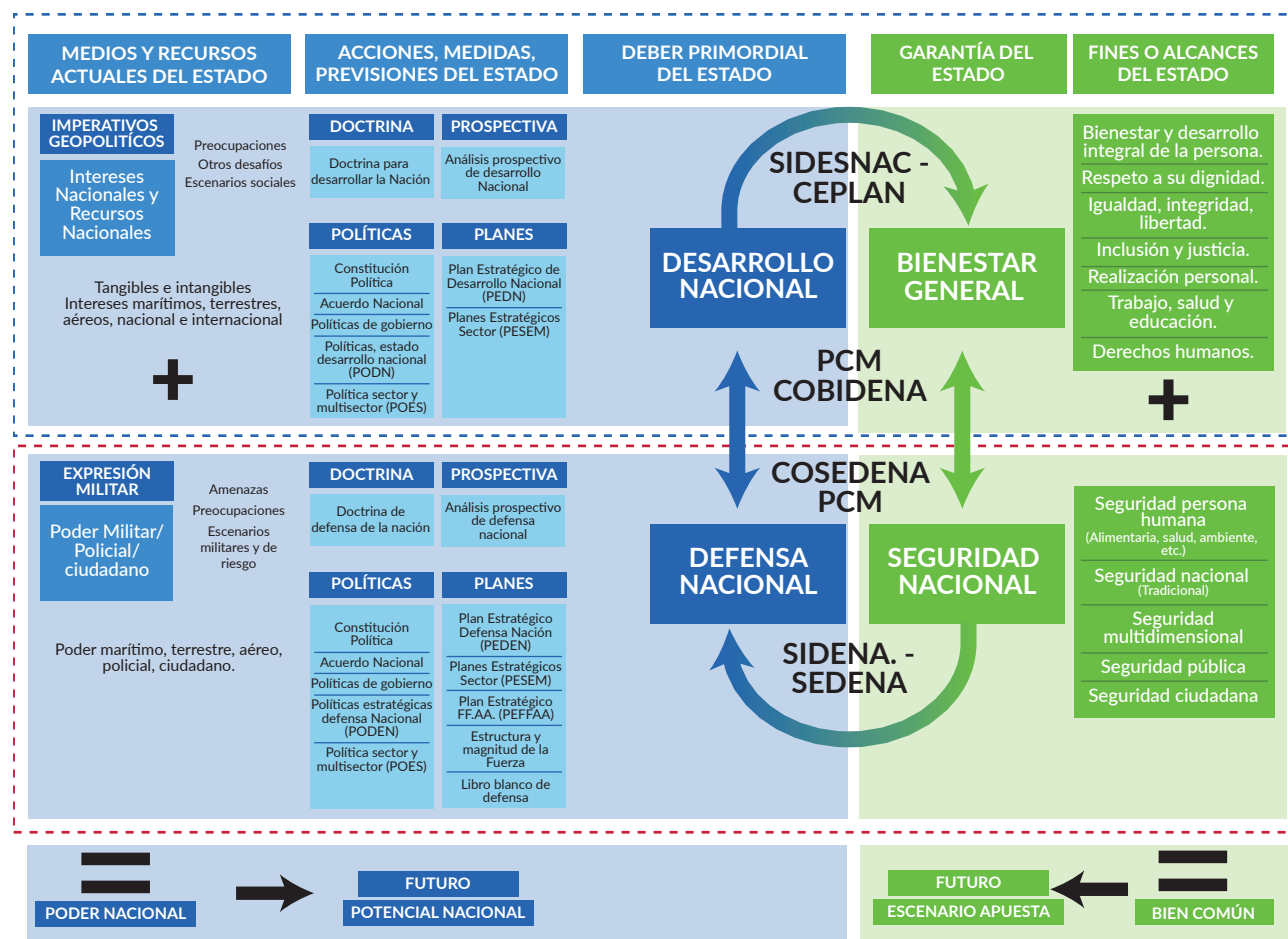 MEDIOS Y RECURSOS
ACTUALES DEL ESTADO
ACCIONES, MEDIDAS,
PREVISIONES DEL ESTADO
DEBER PRIMORDIAL
DEL ESTADO
GARANTÍA DEL
ESTADO
FINES O ALCANCES
DEL ESTADO
IMPERATIVOS
GEOPOLITÍCOS
Intereses
Nacionales y
Recursos
Nacionales
Preocupaciones
Otros desafíos
Escenarios sociales
Tangibles e intangibles
Intereses marítimos, terrestres,
aéreos, nacional e internacional
+
DOCTRINA
Doctrina para
desarrollar la Nación
PROSPECTIVA
Análisis prospectivo
de desarrollo
Nacional
POLÍTICAS
Constitución
Política
Acuerdo Nacional
Políticas de gobierno
Políticas, estado
desarrollo nacional
(PODN)
Política sector y
multisector (POES)
PLANES
Plan Estratégico de
Desarrollo Nacional
(PEDN)
Planes Estratégicos
Sector (PESEM)
SIDESNAC -
CEPLAN
DESARROLLO
NACIONAL
BIENESTAR
GENERAL
PCM
COBIDENA
Bienestar y desarrollo
integral de la persona.
Respeto a su dignidad.
Igualdad, integridad,
libertad.
Inclusión y justicia.
Realización personal.
Trabajo, salud y
educación.
Derechos humanos.
+
EXPRESIÓN
MILITAR
Poder Militar/
Policial/
ciudadano
Amenazas
Preocupaciones
Escenarios
militares y de
riesgo
Poder marítimo, terrestre, aéreo,
policial, ciudadano.
DOCTRINA
Doctrina de
defensa de la nación
PROSPECTIVA
Análisis prospectivo
de defensa
nacional
POLÍTICAS
Constitución
Política
Acuerdo Nacional
Políticas de gobierno
Políticas estratégicas
defensa Nacional
(PODEN)
Política sector y
multisector (POES)
PLANES
Plan Estratégico
Defensa Nación
(PEDEN)
Planes Estratégicos
Sector (PESEM)
Plan Estratégico
FF.AA. (PEFFAA)
Estructura y
magnitud de la
Fuerza
Libro blanco de
defensa
COSEDENA
PCM
DEFENSA
NACIONAL
SEGURIDAD
NACIONAL
SIDENA. -
SEDENA
Seguridad persona
humana
(Alimentaria, salud, ambiente,
etc.)
Seguridad nacional
(Tradicional)
Seguridad
multidimensional
Seguridad pública
Seguridad ciudadana
=
PODER NACIONAL
FUTURO
POTENCIAL NACIONAL
FUTURO
ESCENARIO APUESTA
=
BIEN COMÚN